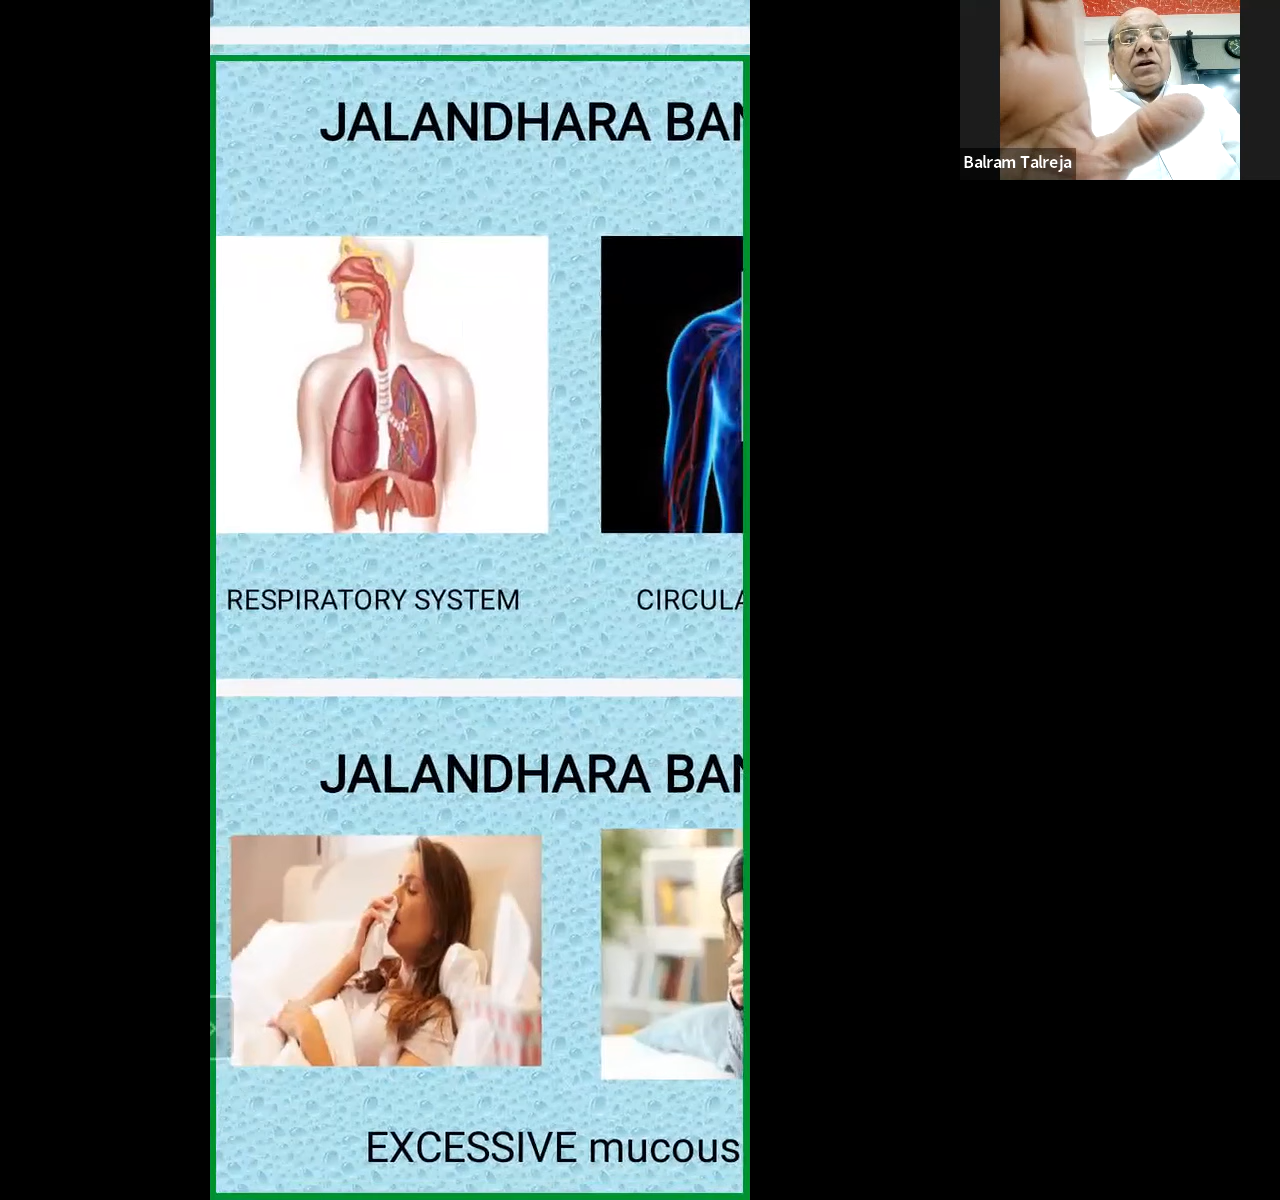 JALANDHARA BAN
RESPIRATORY SYSTEM
CIRCULA
JALANDHARA BAN
EXCESSIVE mucous
Balram Talreja